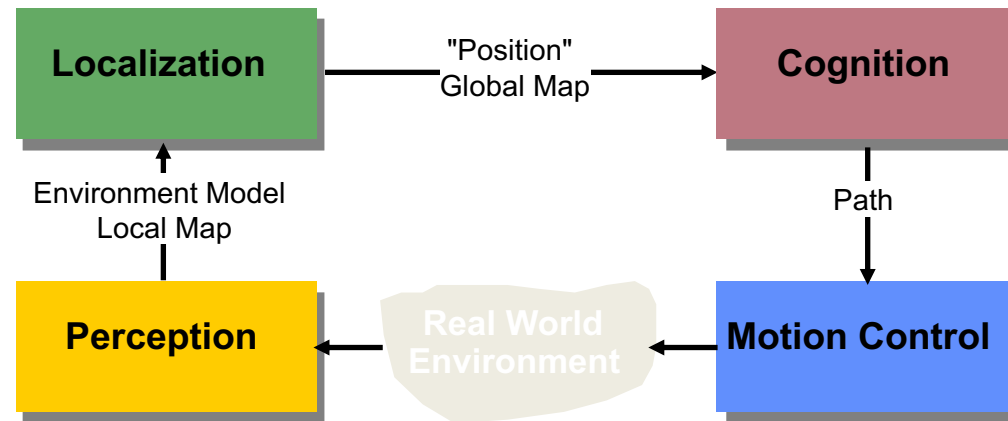 Localization
"Position"
Global Map
Cognition
Environment Model
Local Map
Path
Perception
Real World
Environment
Motion Control